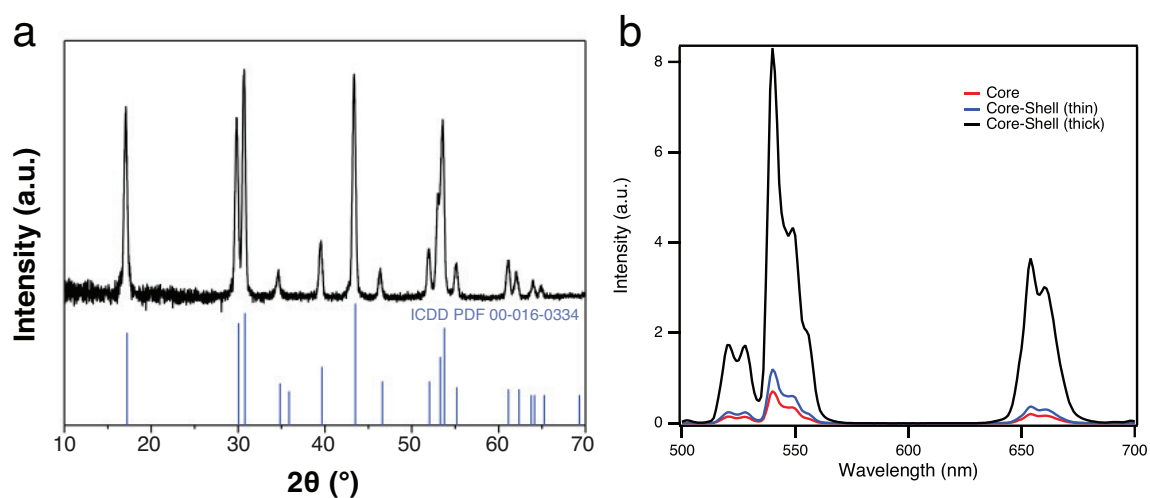 a
Intensity (a.u.)
ICDD PDF 00-016-0334
10 20 30 40 50 60 70
2θ (°)
b
Intensity (a.u.)
8
6
4
2
0
Core
Core-Shell (thin)
Core-Shell (thick)
500 550 600 650 700
Wavelength (nm)